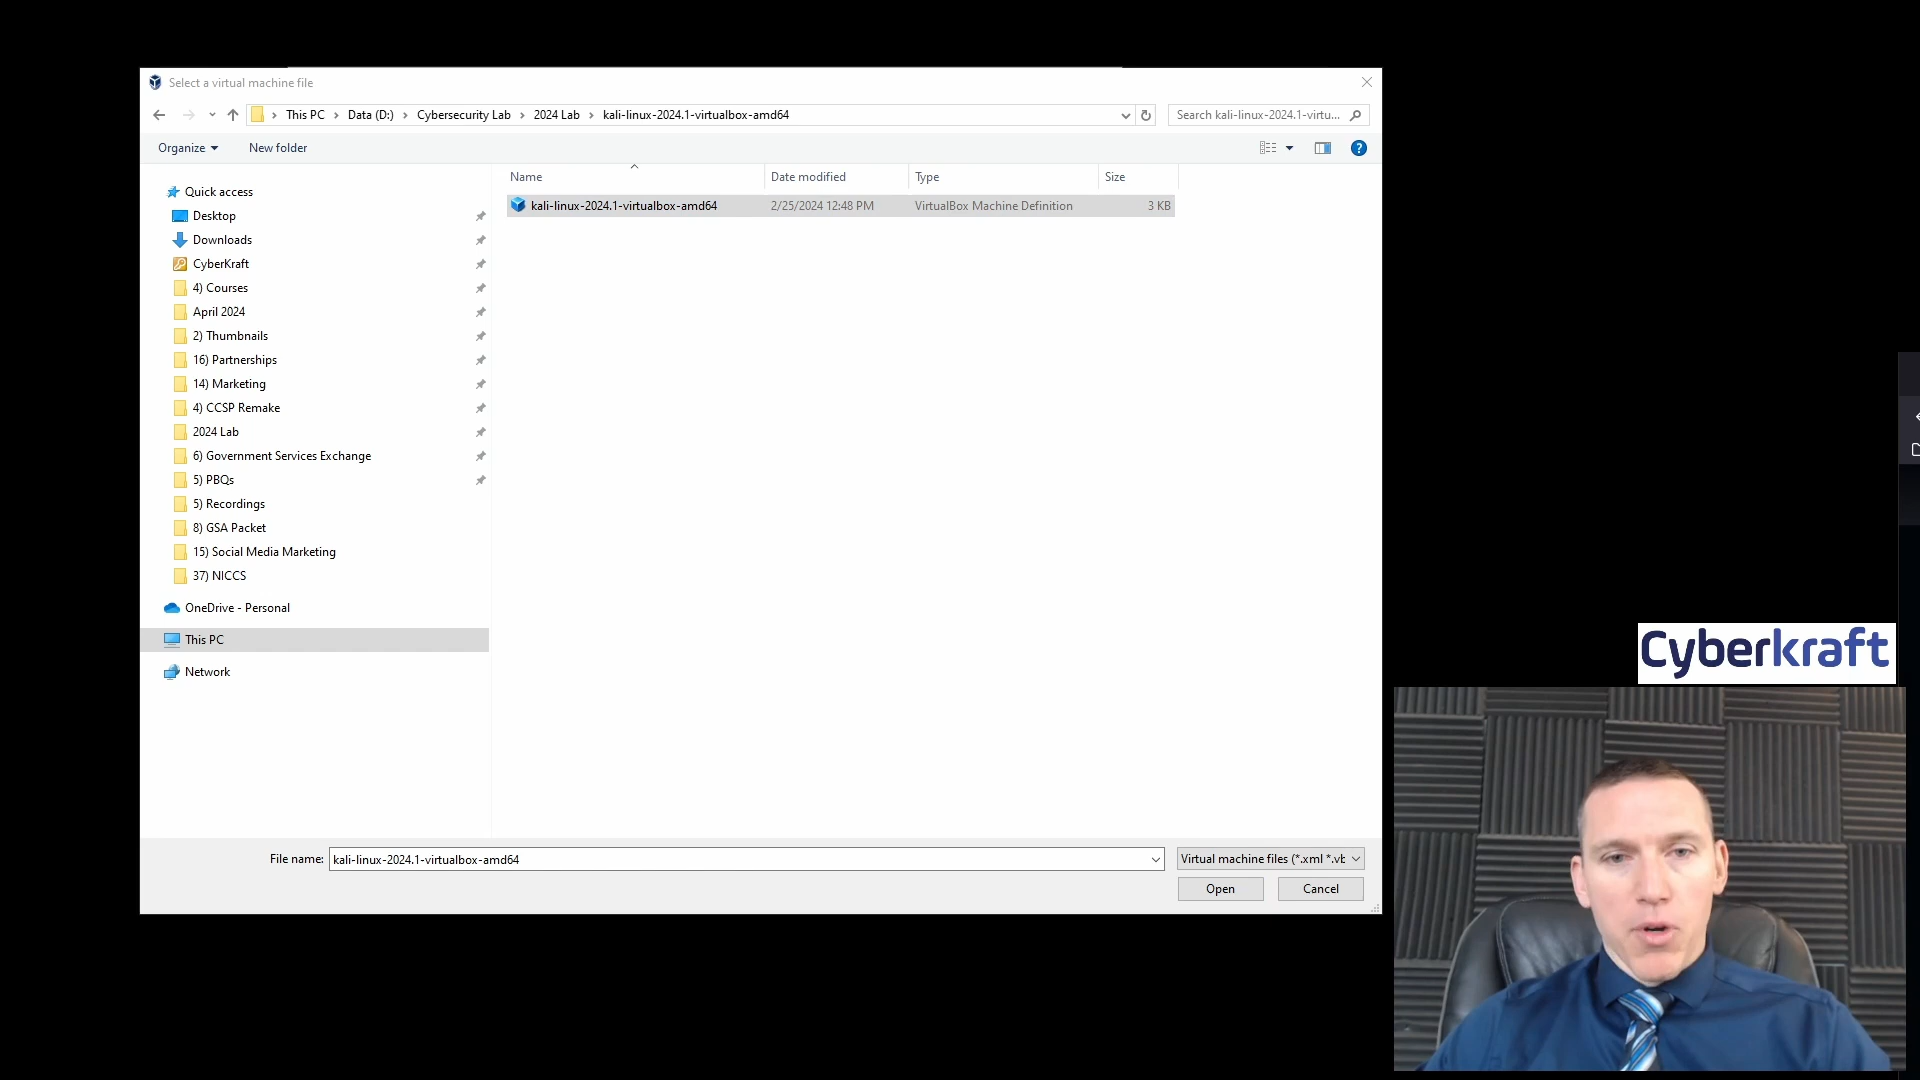 Select a virtual machine file
This PC > Data (D:) > Cybersecurity Lab > 2024 Lab > kali-linux-2024.1-virtualbox-amd64
Search kali-linux-2024.1-virtu...
Organize
New folder
Name
Date modified
Type
Size
kali-linux-2024.1-virtualbox-amd64
2/25/2024 12:48 PM
VirtualBox Machine Definition
3 KB
Quick access
Desktop
Downloads
CyberKraft
4) Courses
April 2024
2) Thumbnails
16) Partnerships
14) Marketing
4) CCSP Remake
2024 Lab
6) Government Services Exchange
5) PBQs
5) Recordings
8) GSA Packet
15) Social Media Marketing
37) NICCS
OneDrive - Personal
This PC
Network
File name:
kali-linux-2024.1-virtualbox-amd64
Virtual machine files (*.xml *.vb
Open
Cancel
Cyberkraft